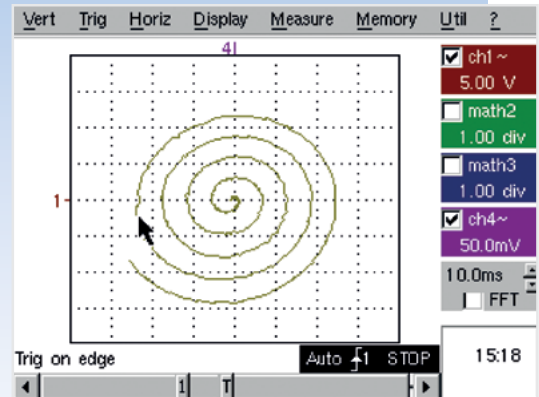 Vert Trig Horiz Display Measure Memory Util ?
4
ch1 ~
5.00 V
math2
1.00 div
math3
1.00 div
1
ch4~
50.0mV
10.0ms
FFT
Trig on edge
Auto 1 STOP
15:18
1 T